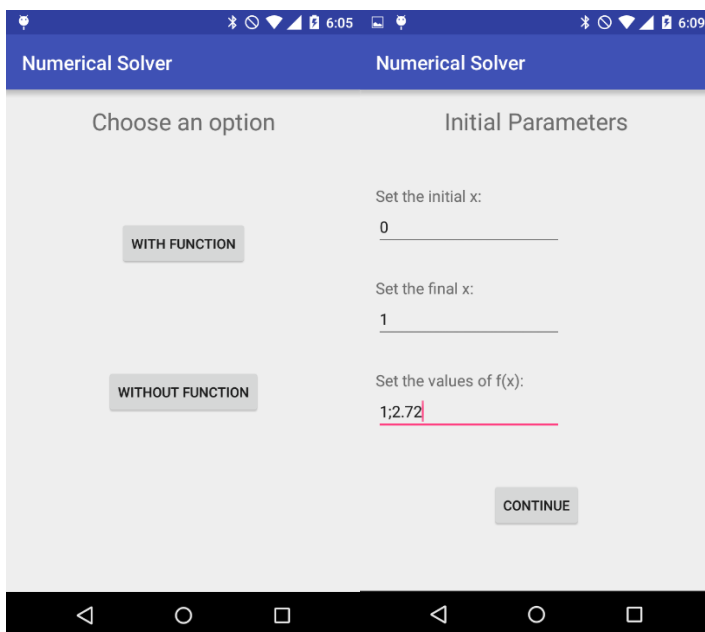 6:05
Numerical Solver
Choose an option
WITH FUNCTION
WITHOUT FUNCTION
6:09
Numerical Solver
Initial Parameters
Set the initial x:
0
Set the final x:
1
Set the values of f(x):
1;2.72
CONTINUE